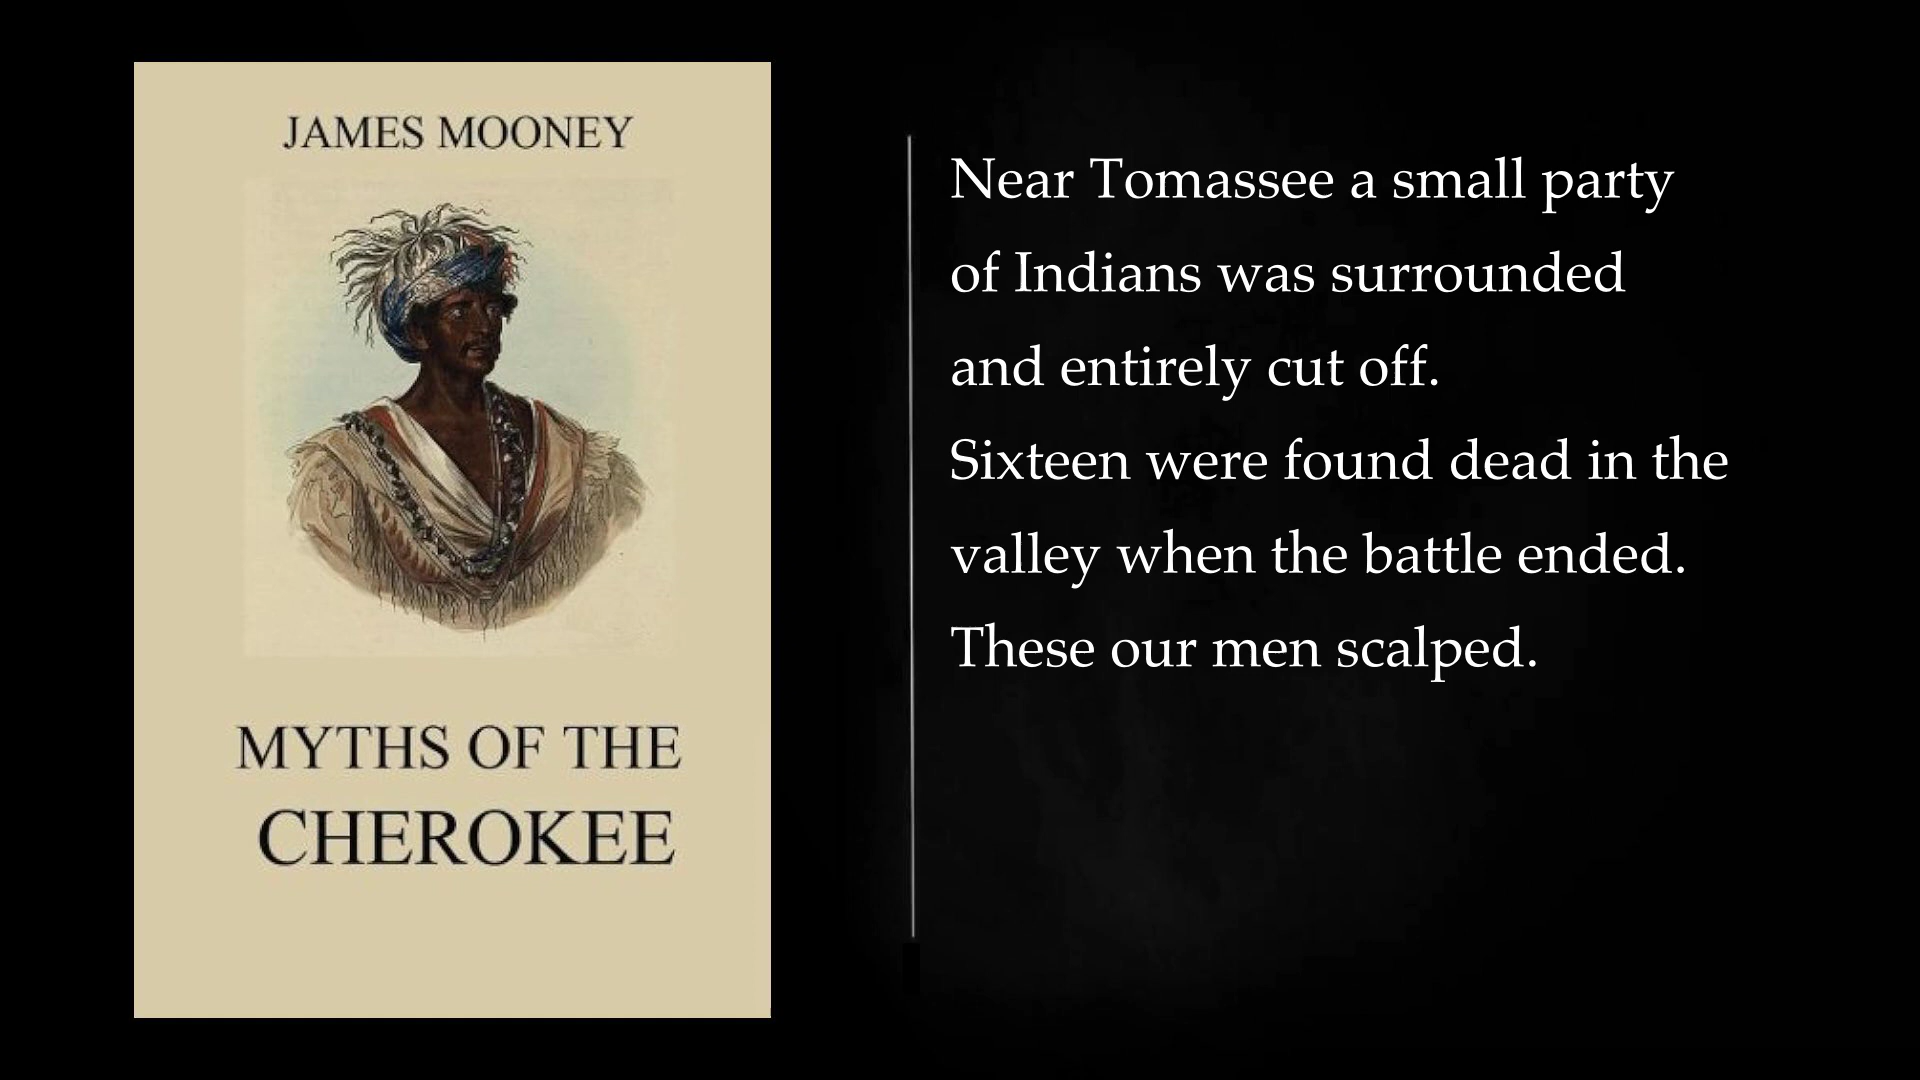 JAMES MOONEY
MYTHS OF THE
CHEROKEE
Near Tomassee a small party
of Indians was surrounded
and entirely cut off.
Sixteen were found dead in the
valley when the battle ended.
These our men scalped.